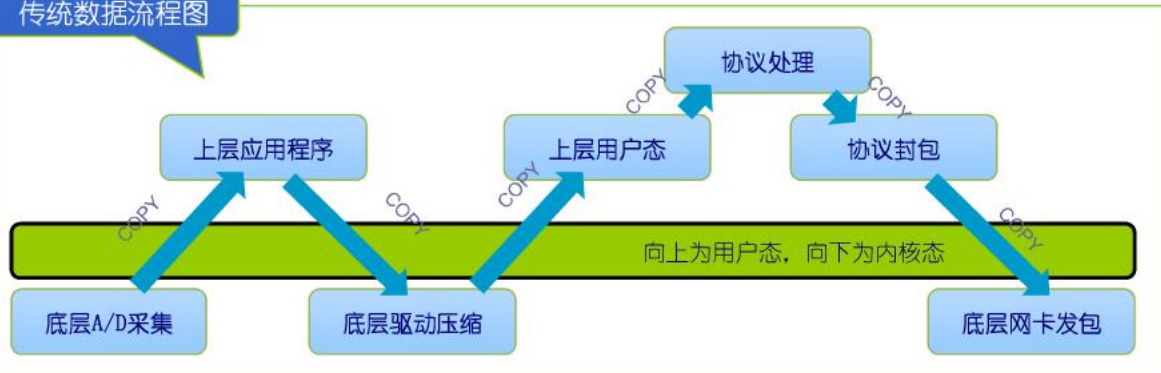 传统数据流程图
协议处理
COPY
COPY
上层应用程序
上层用户态
协议封包
COPY
COPY
COPY
COPY
向上为用户态，向下为内核态
底层A/D采集
底层驱动压缩
底层网卡发包